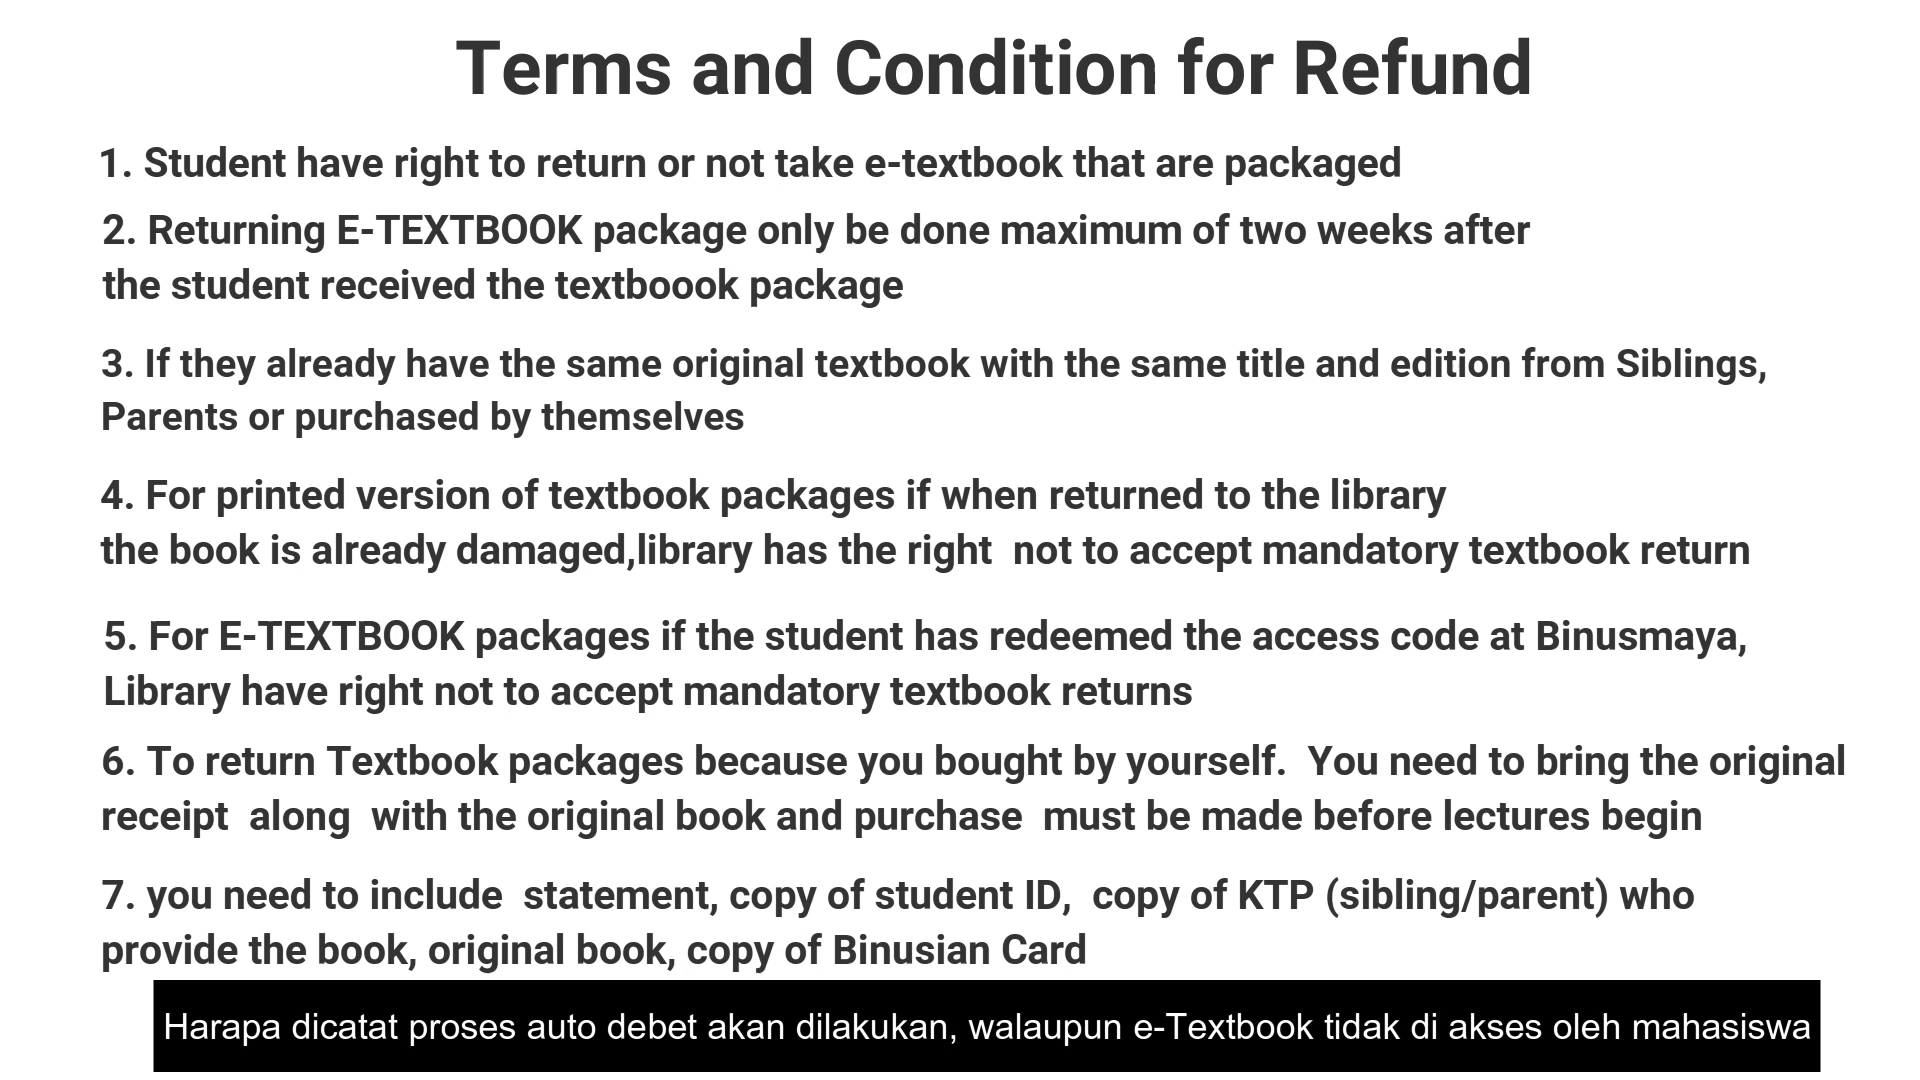 Terms and Condition for Refund
1. Student have right to return or not take e-textbook that are packaged
2. Returning E-TEXTBOOK package only be done maximum of two weeks after
the student received the textboook package
3. If they already have the same original textbook with the same title and edition from Siblings,
Parents or purchased by themselves
4. For printed version of textbook packages if when returned to the library
the book is already damaged,library has the right  not to accept mandatory textbook return
5. For E-TEXTBOOK packages if the student has redeemed the access code at Binusmaya,
Library have right not to accept mandatory textbook returns
6. To return Textbook packages because you bought by yourself.  You need to bring the original
receipt  along  with the original book and purchase  must be made before lectures begin
7. you need to include  statement, copy of student ID,  copy of KTP (sibling/parent) who
provide the book, original book, copy of Binusian Card
Harapa dicatat proses auto debet akan dilakukan, walaupun e-Textbook tidak di akses oleh mahasiswa